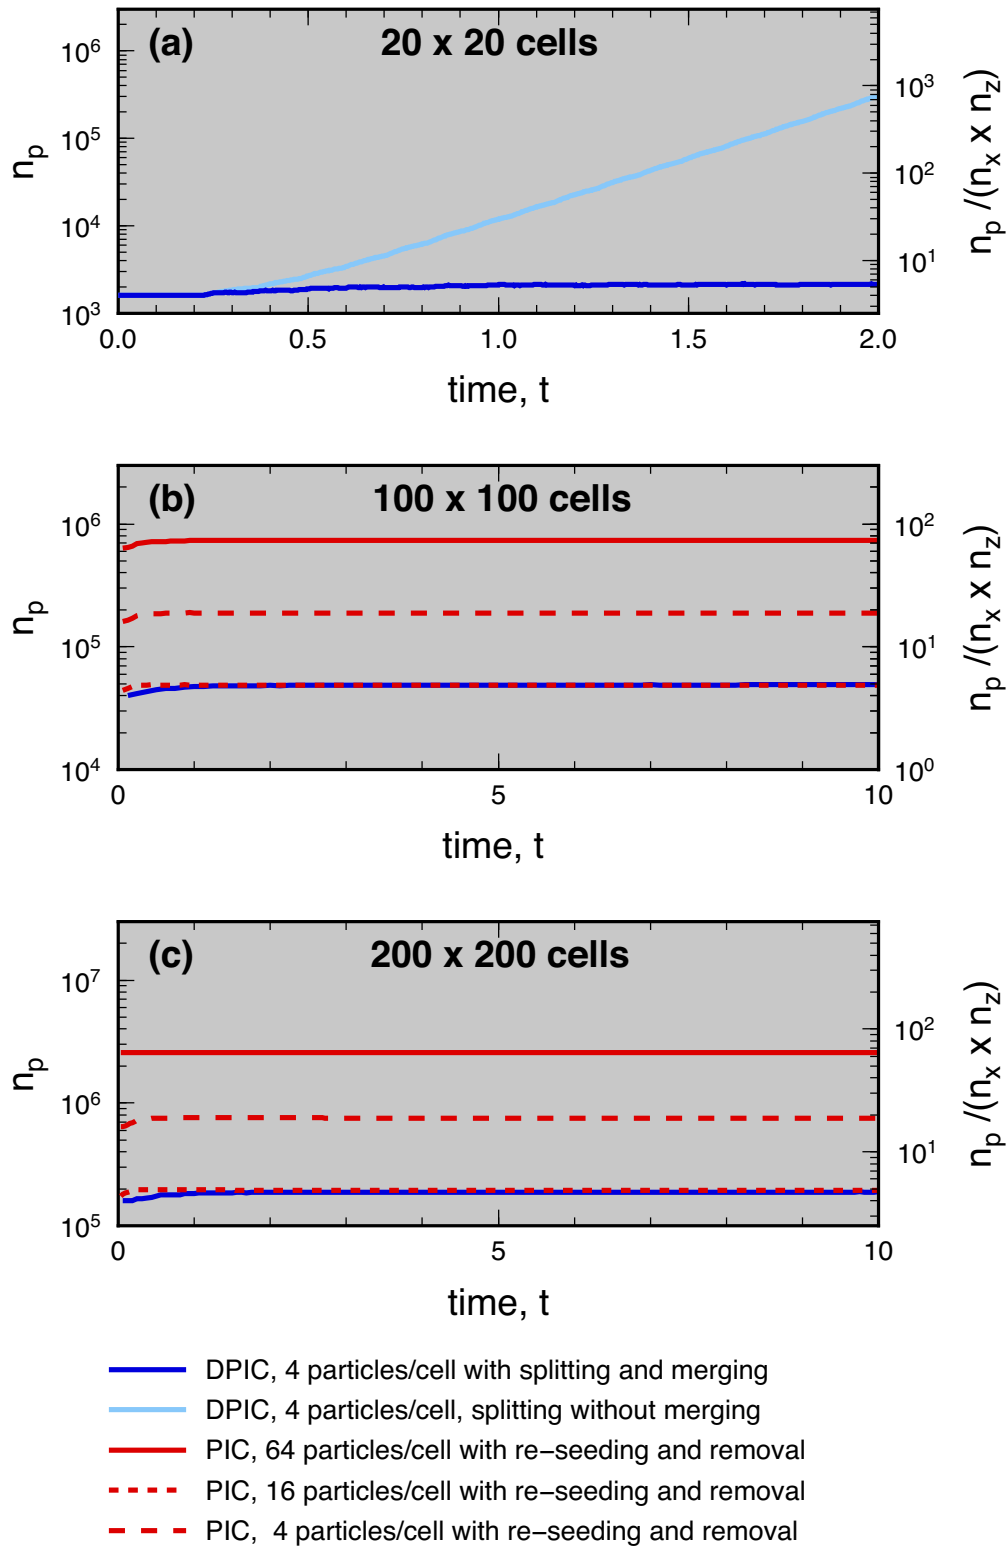 (a) 20 x 20 cells
10^6
10^5
10^4
10^3
n_p
10^3
10^2
10^1
n_p /(n_x x n_z)
0.0 0.5 1.0 1.5 2.0
time, t
(b) 100 x 100 cells
10^6
10^5
10^4
n_p
10^2
10^1
10^0
n_p /(n_x x n_z)
0 5 10
time, t
(c) 200 x 200 cells
10^7
10^6
10^5
n_p
10^2
10^1
n_p /(n_x x n_z)
0 5 10
time, t
DPIC, 4 particles/cell with splitting and merging
DPIC, 4 particles/cell, splitting without merging
PIC, 64 particles/cell with re−seeding and removal
PIC, 16 particles/cell with re−seeding and removal
PIC, 4 particles/cell with re−seeding and removal